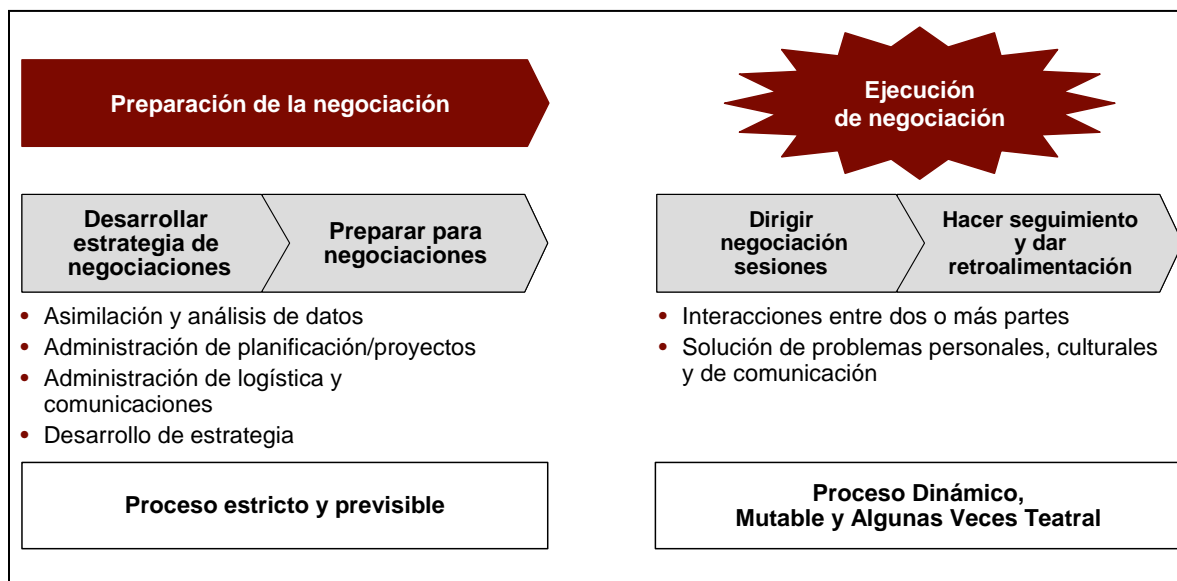 Preparación de la negociación
Ejecución
de negociación
Desarrollar
estrategia de
negociaciones
Preparar para
negociaciones
Dirigir
negociación
sesiones
Hacer seguimiento
y dar
retroalimentación
• Asimilación y análisis de datos
• Administración de planificación/proyectos
• Administración de logística y
comunicaciones
• Desarrollo de estrategia
• Interacciones entre dos o más partes
• Solución de problemas personales, culturales
y de comunicación
Proceso estricto y previsible
Proceso Dinámico,
Mutable y Algunas Veces Teatral